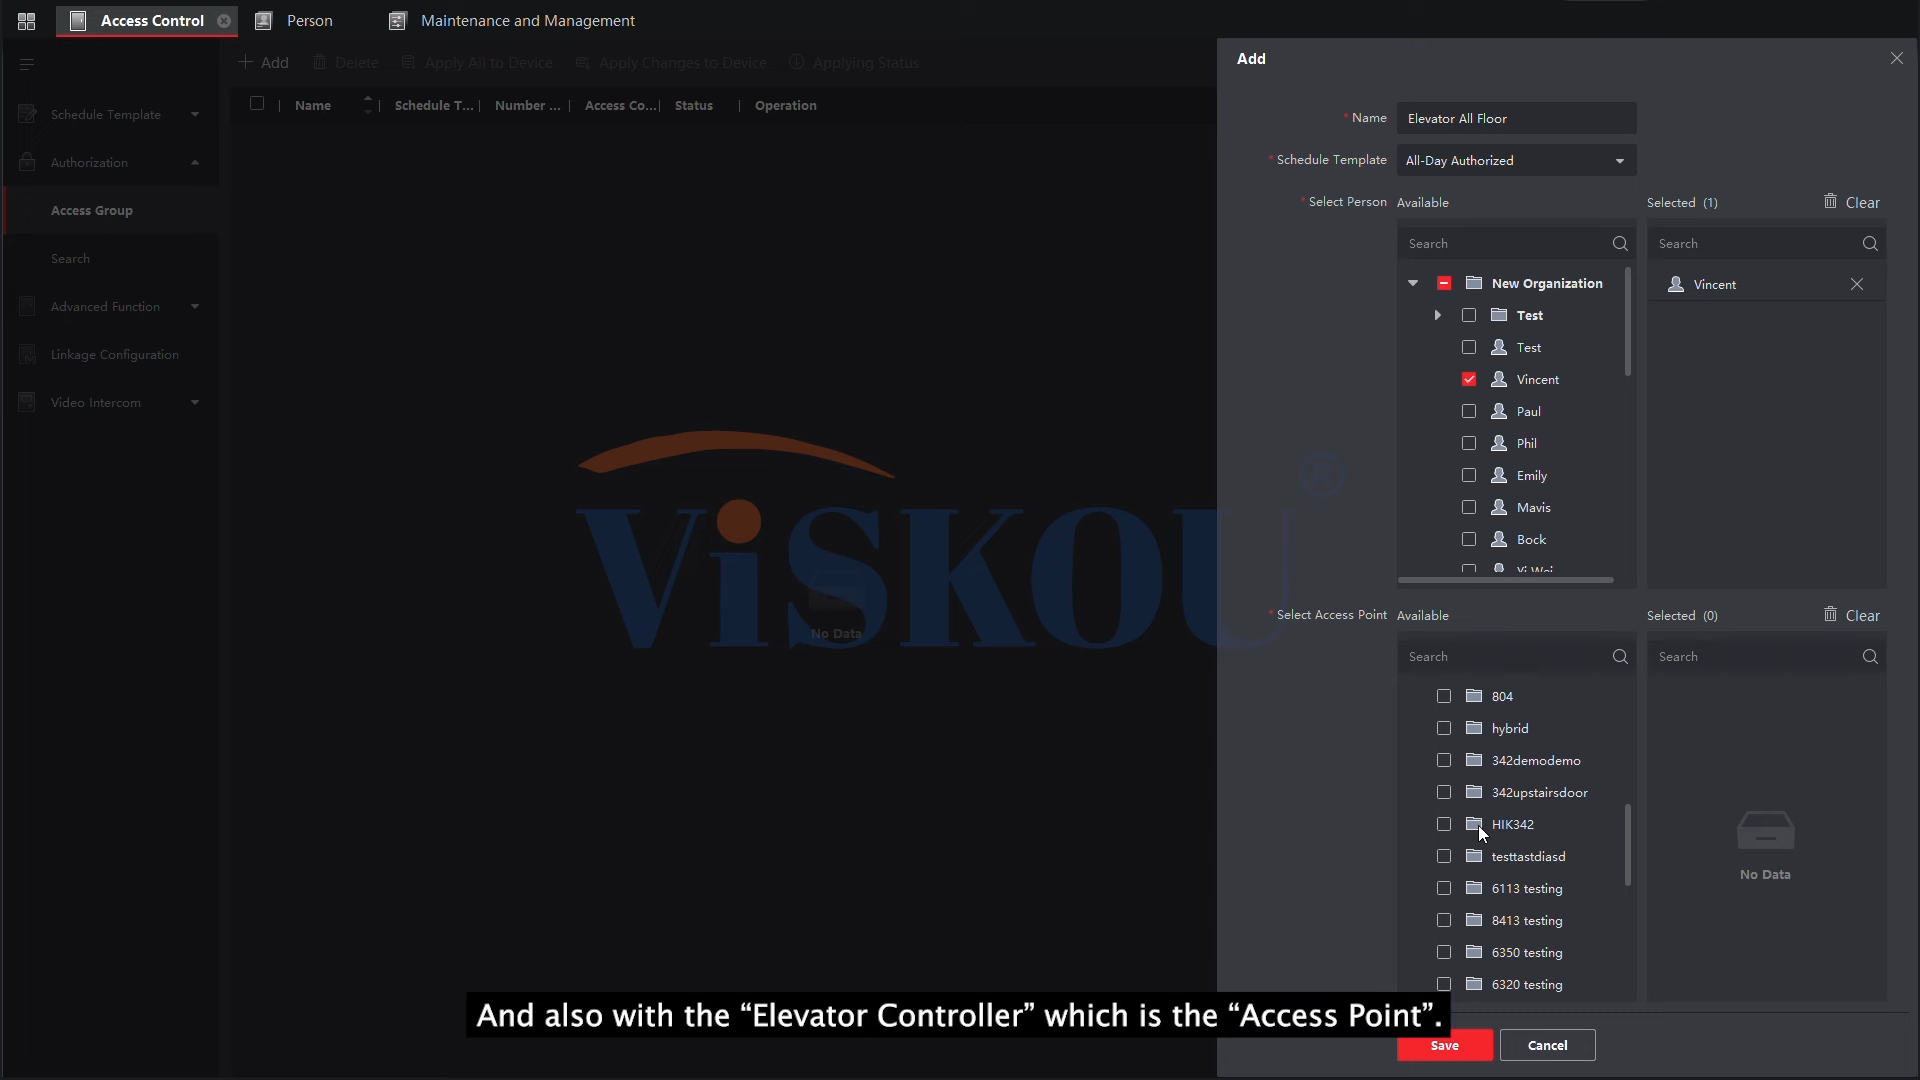 Access Control
Person
Maintenance and Management
Add
Delete
Apply All to Device
Apply Changes to Device
Applying Status
Add
Name
Schedule T...
Number ...
Access Co...
Status
Operation
Schedule Template
Authorization
Access Group
Search
Advanced Function
Linkage Configuration
Video Intercom
* Name
Elevator All Floor
* Schedule Template
All-Day Authorized
* Select Person
Available
Selected (1)
Clear
Search
Search
New Organization
Test
Test
Vincent
Paul
Phil
Emily
Mavis
Bock
Yi Wei
Vincent
ViSKOU®
No Data
* Select Access Point
Available
Selected (0)
Clear
Search
Search
804
hybrid
342demodemo
342upstairsdoor
HIK342
testtastdiasd
6113 testing
8413 testing
6350 testing
6320 testing
No Data
And also with the “Elevator Controller” which is the “Access Point”.
Save
Cancel